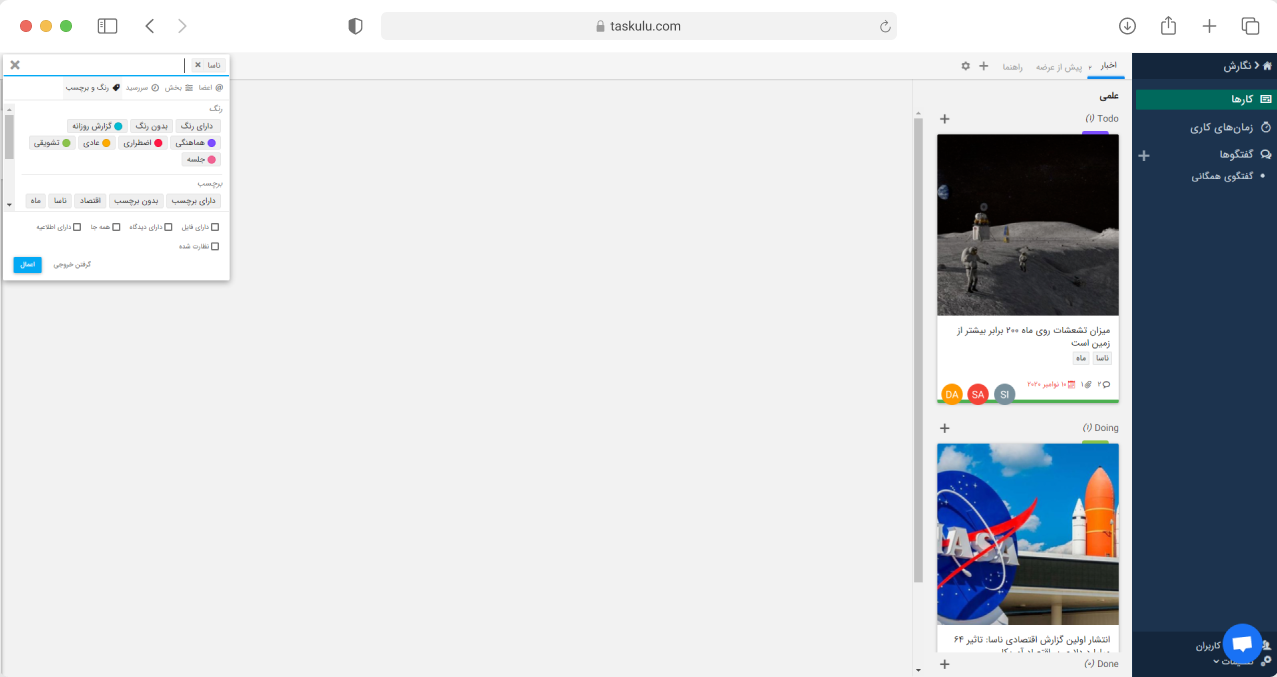 taskulu.com
نگارش
کارها
زمان‌های کاری
گفتگوها
گفتگوی همگانی
کاربران
اخبار ۲
پیش از عرضه
راهنما
علمی
Todo (۱)
میزان تشعشات روی ماه ۲۰۰ برابر بیشتر از
زمین است
ناسا ماه
۲ ۱ ۱۰ نوامبر ۲۰۲۰
SI SA DA
Doing (۱)
NASA
انتشار اولین گزارش اقتصادی ناسا: تاثیر ۶۴
Done (۰)
ناسا
اعضا بخش سررسید رنگ و برچسب
رنگ
دارای رنگ بدون رنگ گزارش روزانه
هماهنگی اضطراری عادی تشویقی
جلسه
برچسب
دارای برچسب بدون برچسب اقتصاد ناسا ماه
دارای فایل دارای دیدگاه همه جا دارای اطلاعیه
نظارت شده
گرفتن خروجی اعمال